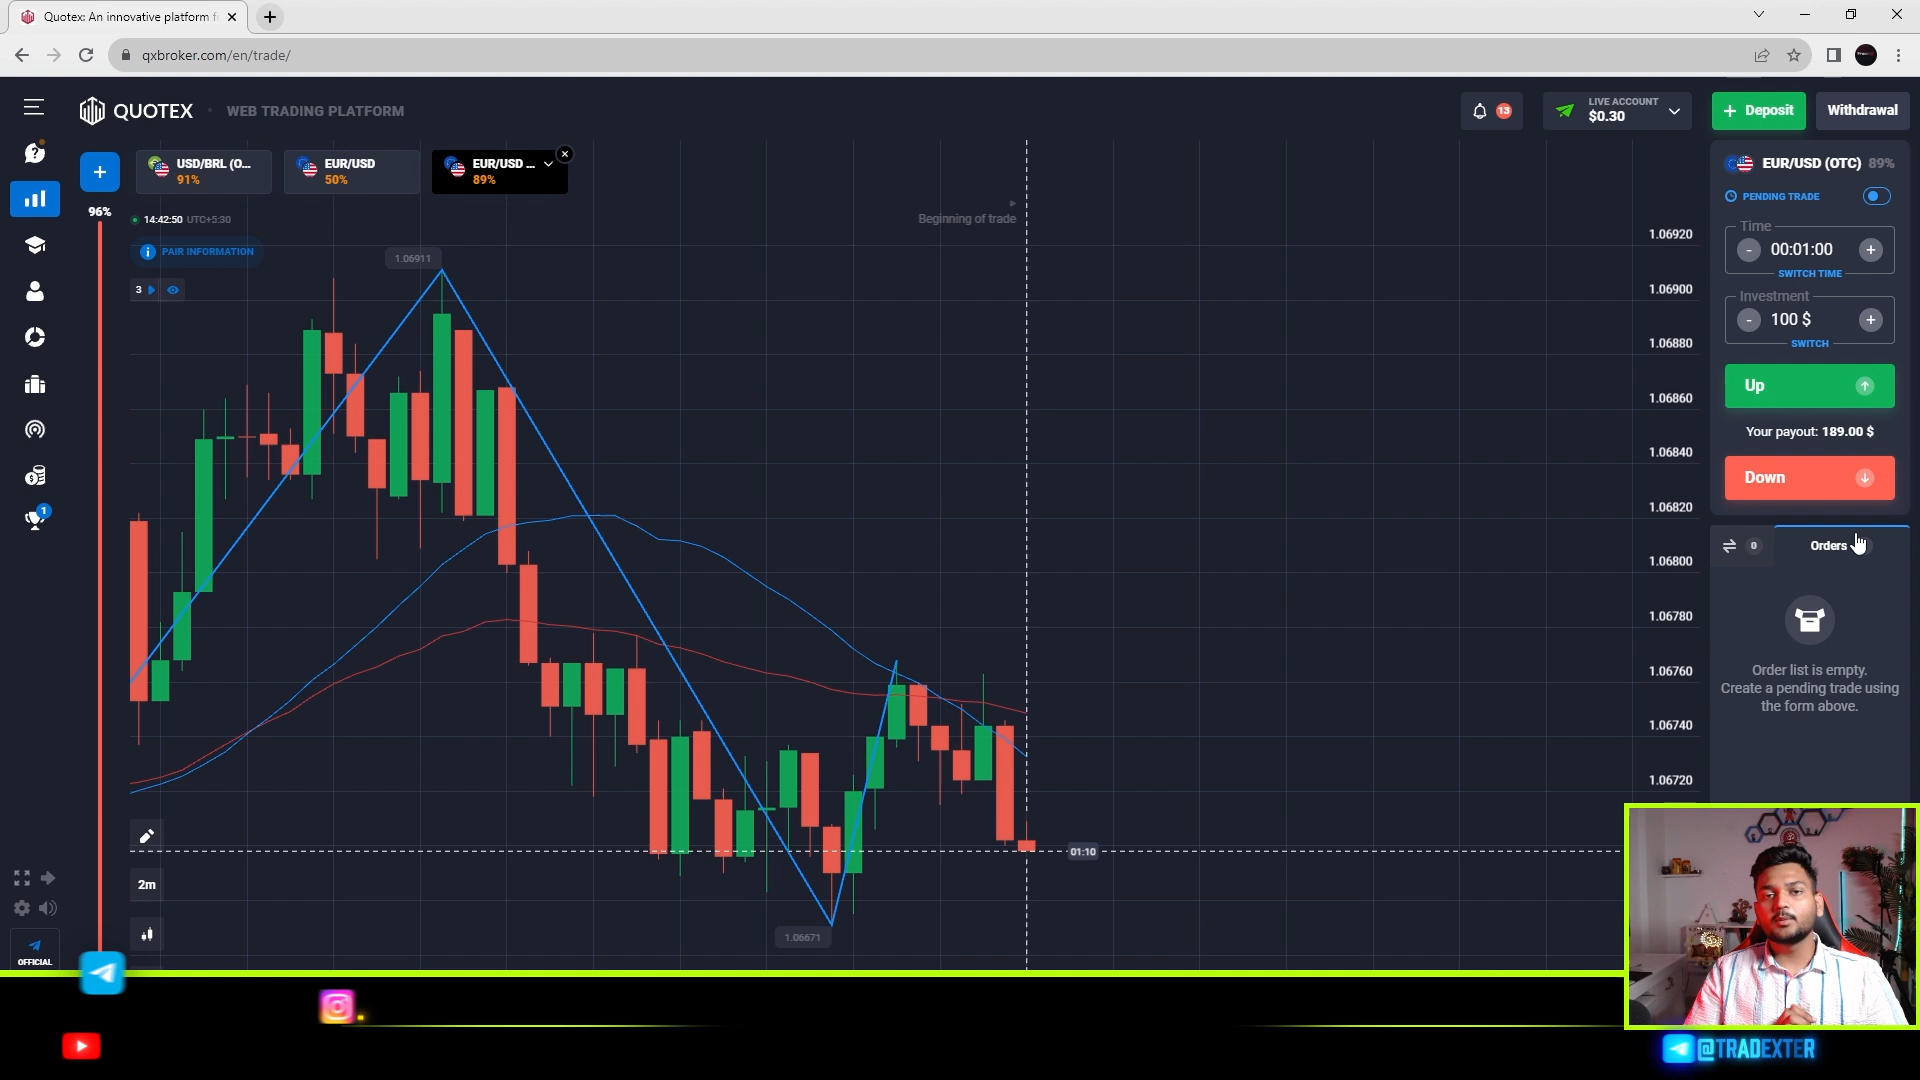 Quotex: An innovative platform f
qxbroker.com/en/trade/
QUOTEX
WEB TRADING PLATFORM
13
LIVE ACCOUNT
$0.30
+ Deposit
Withdrawal
USD/BRL (O...
91%
EUR/USD
50%
EUR/USD ...
89%
96%
14:42:50 UTC+5:30
PAIR INFORMATION
3
Beginning of trade
1.06911
1.06671
01:10
1.06920
1.06900
1.06880
1.06860
1.06840
1.06820
1.06800
1.06780
1.06760
1.06740
1.06720
EUR/USD (OTC) 89%
PENDING TRADE
Time
- 00:01:00 +
SWITCH TIME
Investment
- 100 $ +
SWITCH
Up
Your payout: 189.00 $
Down
0
Orders
Order list is empty.
Create a pending trade using
the form above.
1
2m
OFFICIAL
@TRADEXTER